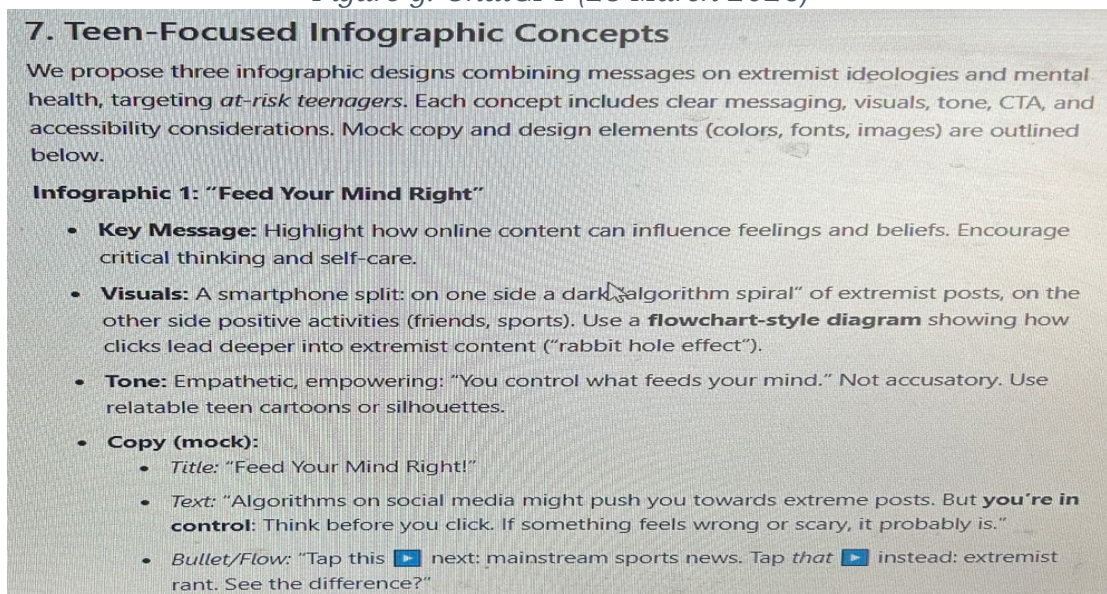 7. Teen-Focused Infographic Concepts
We propose three infographic designs combining messages on extremist ideologies and mental
health, targeting at-risk teenagers. Each concept includes clear messaging, visuals, tone, CTA, and
accessibility considerations. Mock copy and design elements (colors, fonts, images) are outlined
below.
Infographic 1: "Feed Your Mind Right"
• Key Message: Highlight how online content can influence feelings and beliefs. Encourage
critical thinking and self-care.
• Visuals: A smartphone split: on one side a dark "algorithm spiral" of extremist posts, on the
other side positive activities (friends, sports). Use a flowchart-style diagram showing how
clicks lead deeper into extremist content ("rabbit hole effect").
• Tone: Empathetic, empowering: "You control what feeds your mind." Not accusatory. Use
relatable teen cartoons or silhouettes.
• Copy (mock):
• Title: "Feed Your Mind Right!"
• Text: "Algorithms on social media might push you towards extreme posts. But you're in
control: Think before you click. If something feels wrong or scary, it probably is."
• Bullet/Flow: "Tap this ▶ next: mainstream sports news. Tap that ▶ instead: extremist
rant. See the difference?"